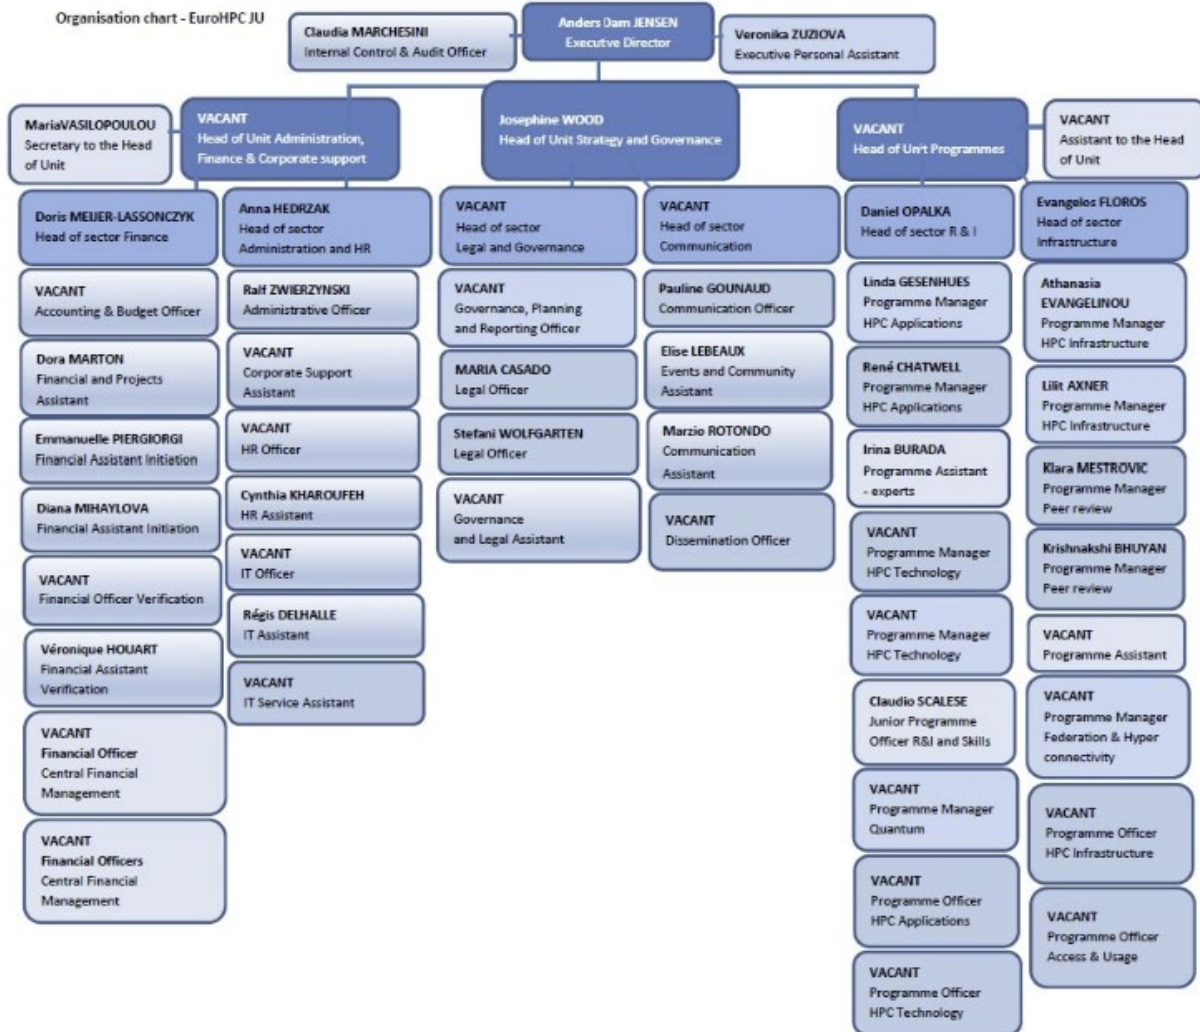 Organisation chart - EuroHPC JU
Claudia MARCHESINI
Internal Control & Audit Officer
Anders Dam JENSEN
Executive Director
Veronika ZUZIOVA
Executive Personal Assistant
MariaVASILOPOULOU
Secretary to the Head
of Unit
VACANT
Head of Unit Administration,
Finance & Corporate support
Josephine WOOD
Head of Unit Strategy and Governance
VACANT
Head of Unit Programmes
VACANT
Assistant to the Head
of Unit
Doris MEIJER-LASSONCZYK
Head of sector Finance
VACANT
Accounting & Budget Officer
Dora MARTON
Financial and Projects
Assistant
Emmanuelle PIERGIORGI
Financial Assistant Initiation
Diana MIHAYLOVA
Financial Assistant Initiation
VACANT
Financial Officer Verification
Véronique HOUART
Financial Assistant
Verification
VACANT
Financial Officer
Central Financial
Management
VACANT
Financial Officers
Central Financial
Management
Anna HEDRZAK
Head of sector
Administration and HR
Ralf ZWIERZYNSKI
Administrative Officer
VACANT
Corporate Support
Assistant
VACANT
HR Officer
Cynthia KHAROUFEH
HR Assistant
VACANT
IT Officer
Régis DELHALLE
IT Assistant
VACANT
IT Service Assistant
VACANT
Head of sector
Legal and Governance
VACANT
Governance, Planning
and Reporting Officer
MARIA CASADO
Legal Officer
Stefani WOLFGARTEN
Legal Officer
VACANT
Governance
and Legal Assistant
VACANT
Head of sector
Communication
Pauline GOUNAUD
Communication Officer
Elise LEBEAUX
Events and Community
Assistant
Marzio ROTONDO
Communication
Assistant
VACANT
Dissemination Officer
Daniel OPALKA
Head of sector R & I
Linda GESENHUES
Programme Manager
HPC Applications
René CHATWELL
Programme Manager
HPC Applications
Irina BURADA
Programme Assistant
- experts
VACANT
Programme Manager
HPC Technology
VACANT
Programme Manager
HPC Technology
Claudio SCALESE
Junior Programme
Officer R&I and Skills
VACANT
Programme Manager
Quantum
VACANT
Programme Officer
HPC Applications
VACANT
Programme Officer
HPC Technology
Evangelos FLOROS
Head of sector
Infrastructure
Athanasia
EVANGELINOU
Programme Manager
HPC Infrastructure
Lilit AXNER
Programme Manager
HPC Infrastructure
Klara MESTROVIC
Programme Manager
Peer review
Krishnakshi BHUYAN
Programme Manager
Peer review
VACANT
Programme Assistant
VACANT
Programme Manager
Federation & Hyper
connectivity
VACANT
Programme Officer
HPC Infrastructure
VACANT
Programme Officer
Access & Usage